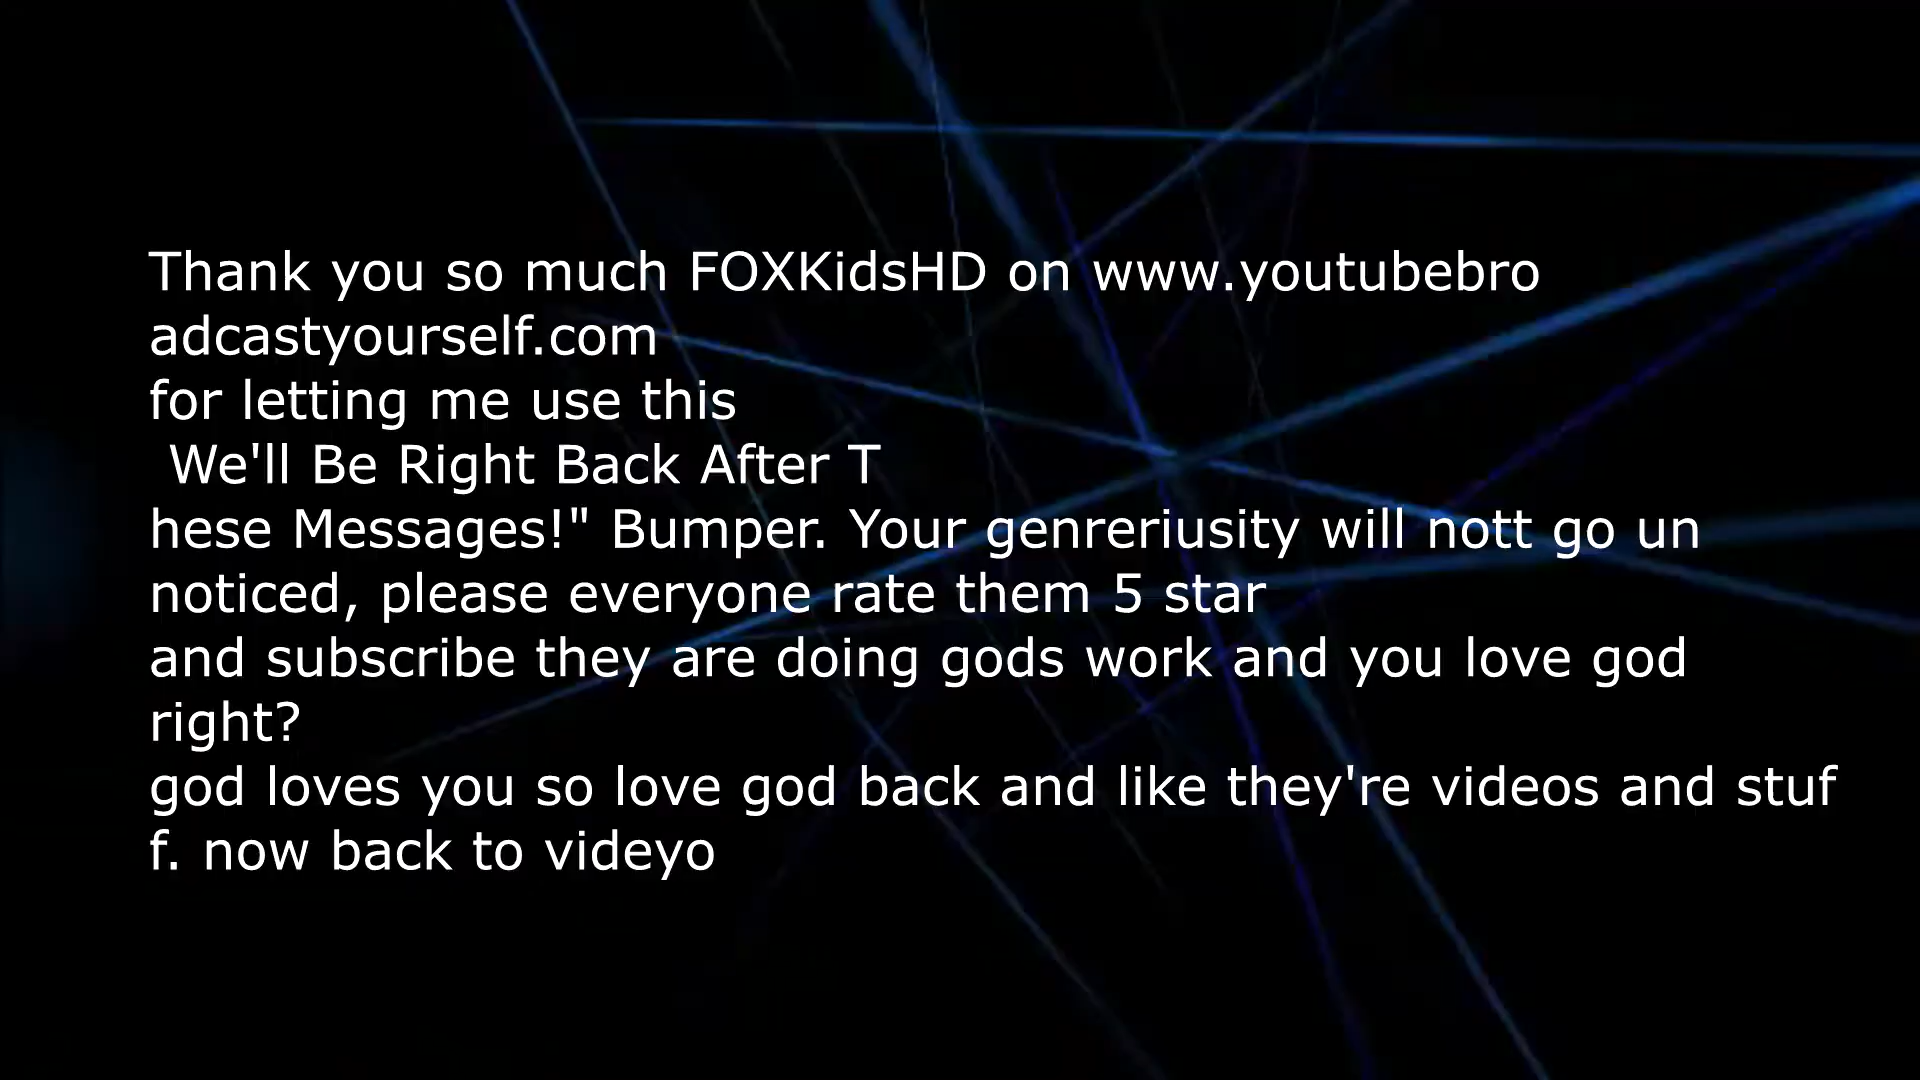 Thank you so much FOXKidsHD on www.youtubebro
adcastyourself.com
for letting me use this
We'll Be Right Back After T
hese Messages!" Bumper. Your genreriusity will nott go un
noticed, please everyone rate them 5 star
and subscribe they are doing gods work and you love god
right?
god loves you so love god back and like they're videos and stuf
f. now back to videyo